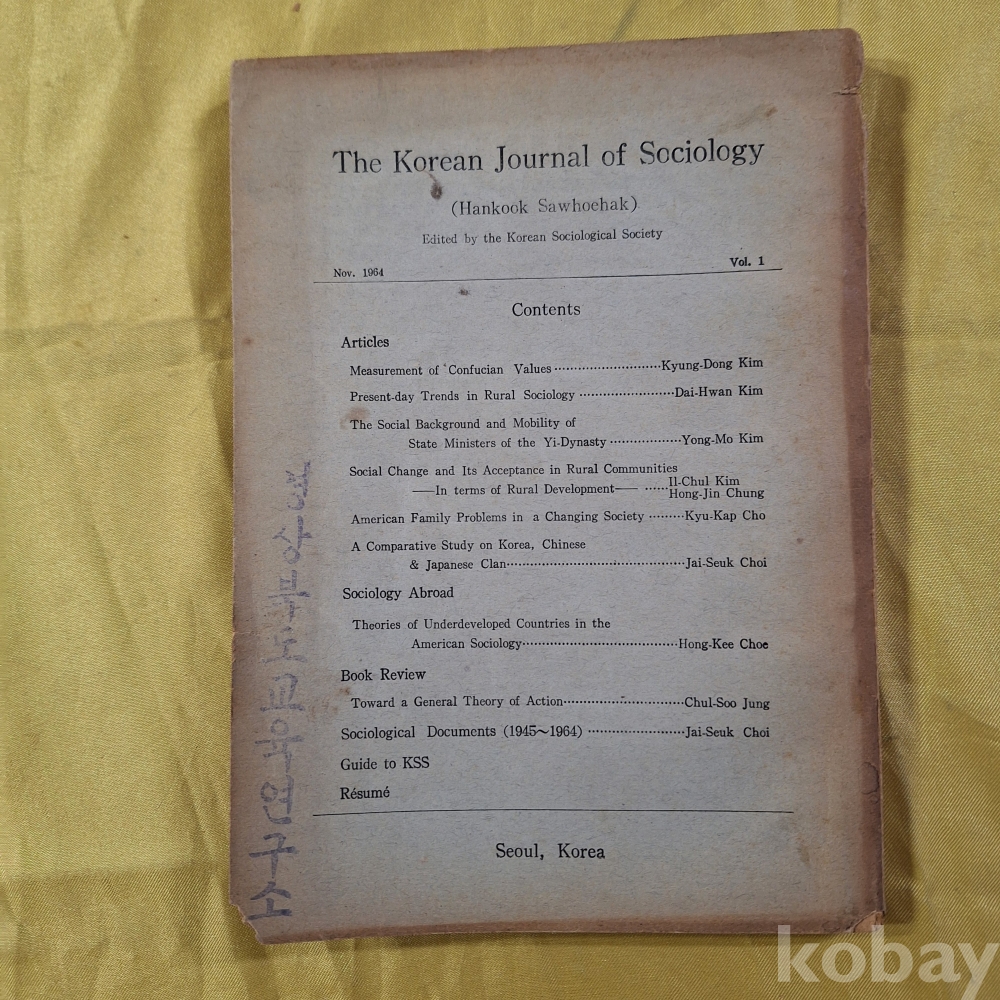 The Korean Journal of Sociology
(Hankook Sawhoehak)
Edited by the Korean Sociological Society
Nov. 1964 Vol. 1
Contents
Articles
Measurement of Confucian Values Kyung-Dong Kim
Present-day Trends in Rural Sociology Dai-Hwan Kim
The Social Background and Mobility of
State Ministers of the Yi-Dynasty Yong-Mo Kim
Social Change and Its Acceptance in Rural Communities
—In terms of Rural Development— Il-Chul Kim
Hong-Jin Chung
American Family Problems in a Changing Society Kyu-Kap Cho
A Comparative Study on Korea, Chinese
& Japanese Clan Jai-Seuk Choi
Sociology Abroad
Theories of Underdeveloped Countries in the
American Sociology Hong-Kee Choe
Book Review
Toward a General Theory of Action Chul-Soo Jung
Sociological Documents (1945~1964) Jai-Seuk Choi
Guide to KSS
Résumé
Seoul, Korea
kobay